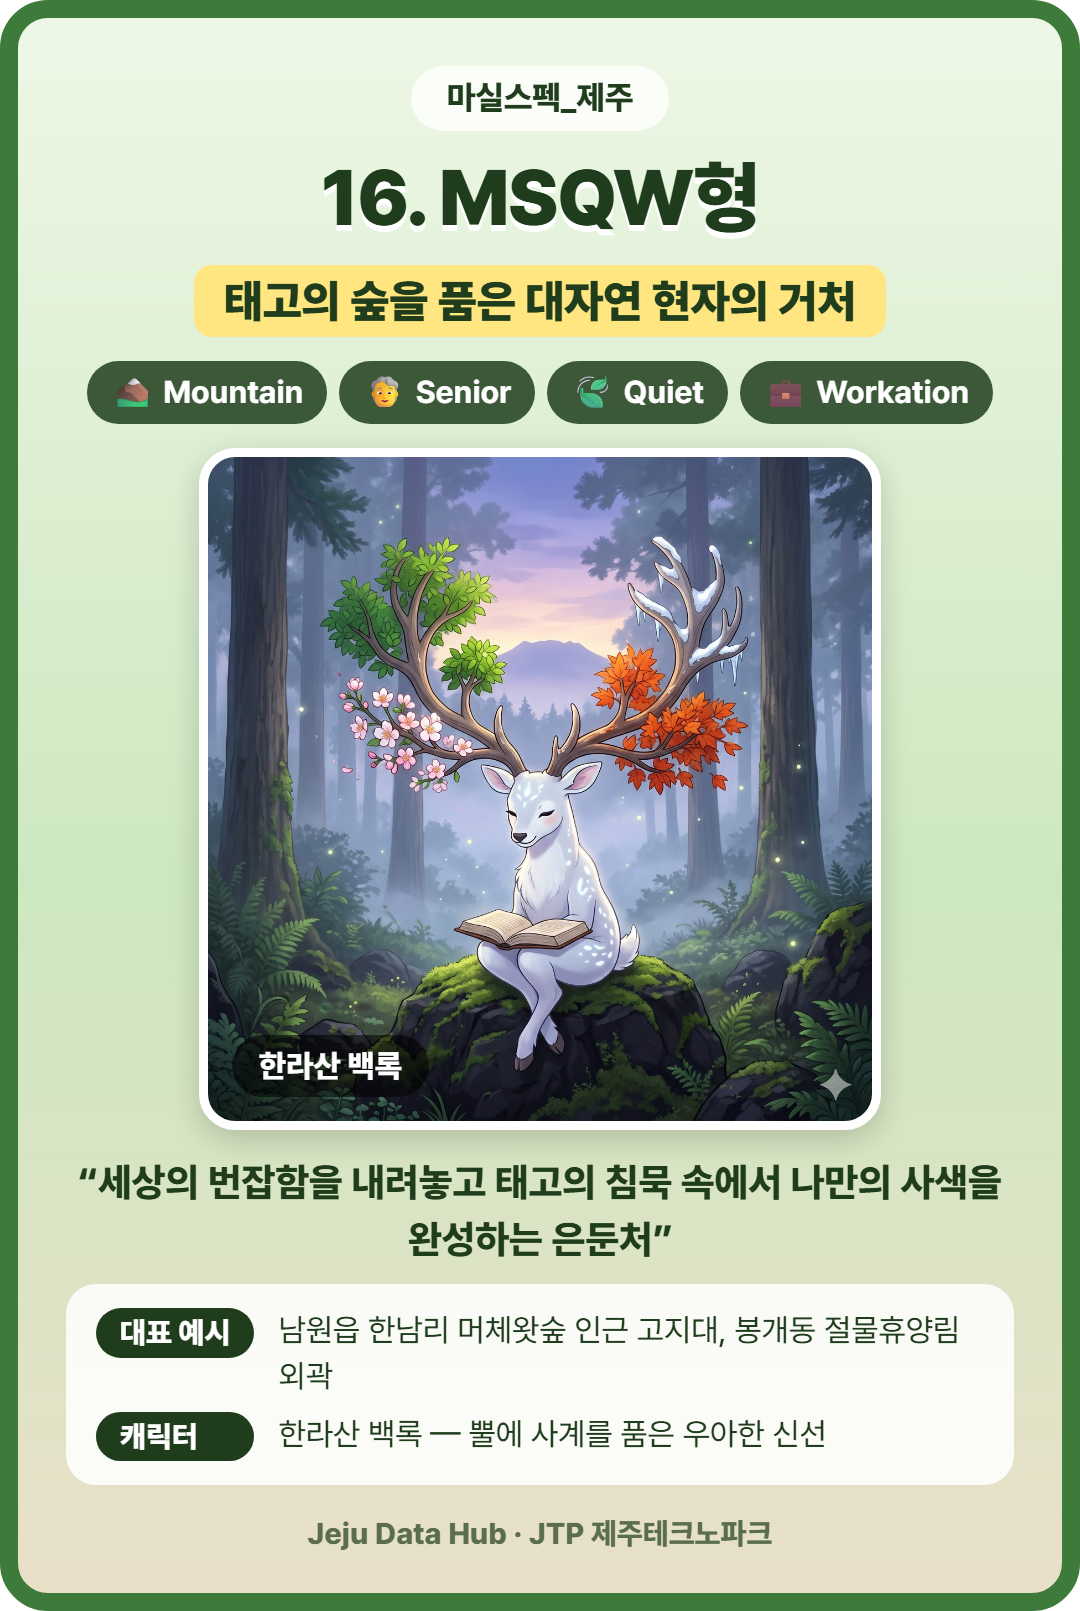 마실스펙_제주
16. MSQW형
태고의 숲을 품은 대자연 현자의 거처
Mountain
Senior
Quiet
Workation
한라산 백록
“세상의 번잡함을 내려놓고 태고의 침묵 속에서 나만의 사색을
완성하는 은둔처”
대표 예시
남원읍 한남리 머체왓숲 인근 고지대, 봉개동 절물휴양림
외곽
캐릭터
한라산 백록 — 뿔에 사계를 품은 우아한 신선
Jeju Data Hub · JTP 제주테크노파크